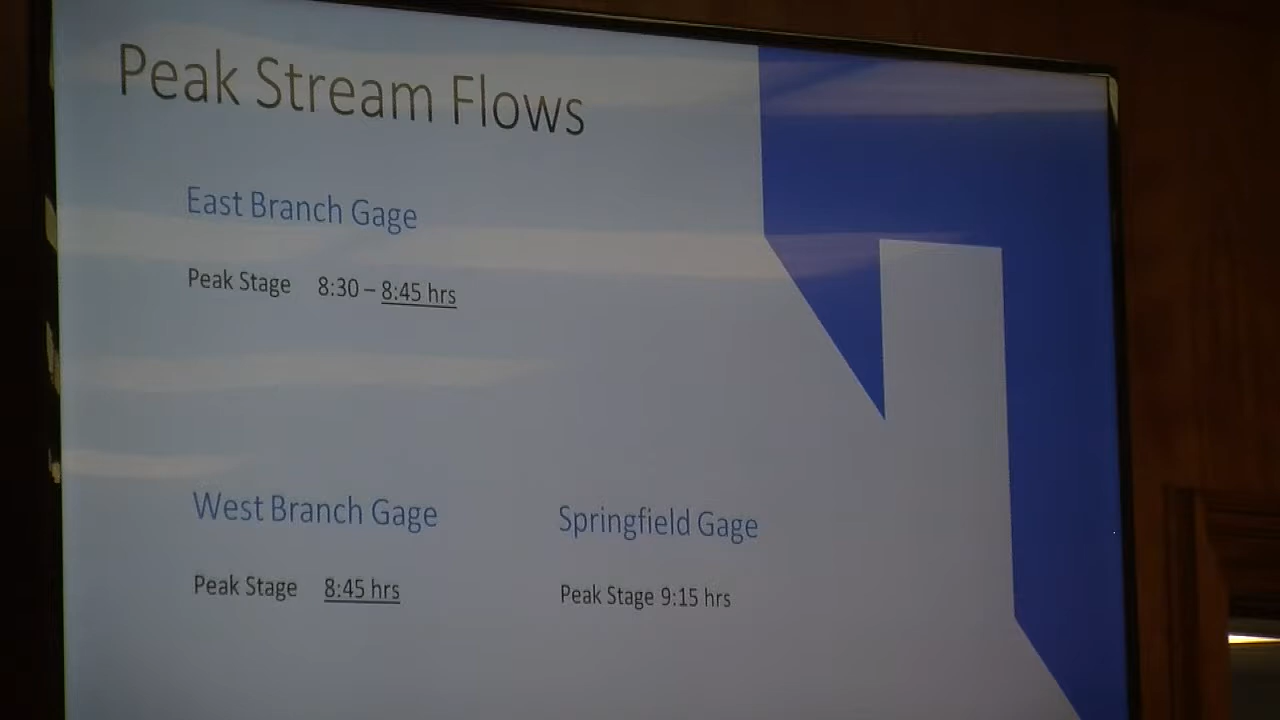 Peak Stream Flows
East Branch Gage
Peak Stage 8:30 – 8:45 hrs
West Branch Gage
Peak Stage 8:45 hrs
Springfield Gage
Peak Stage 9:15 hrs